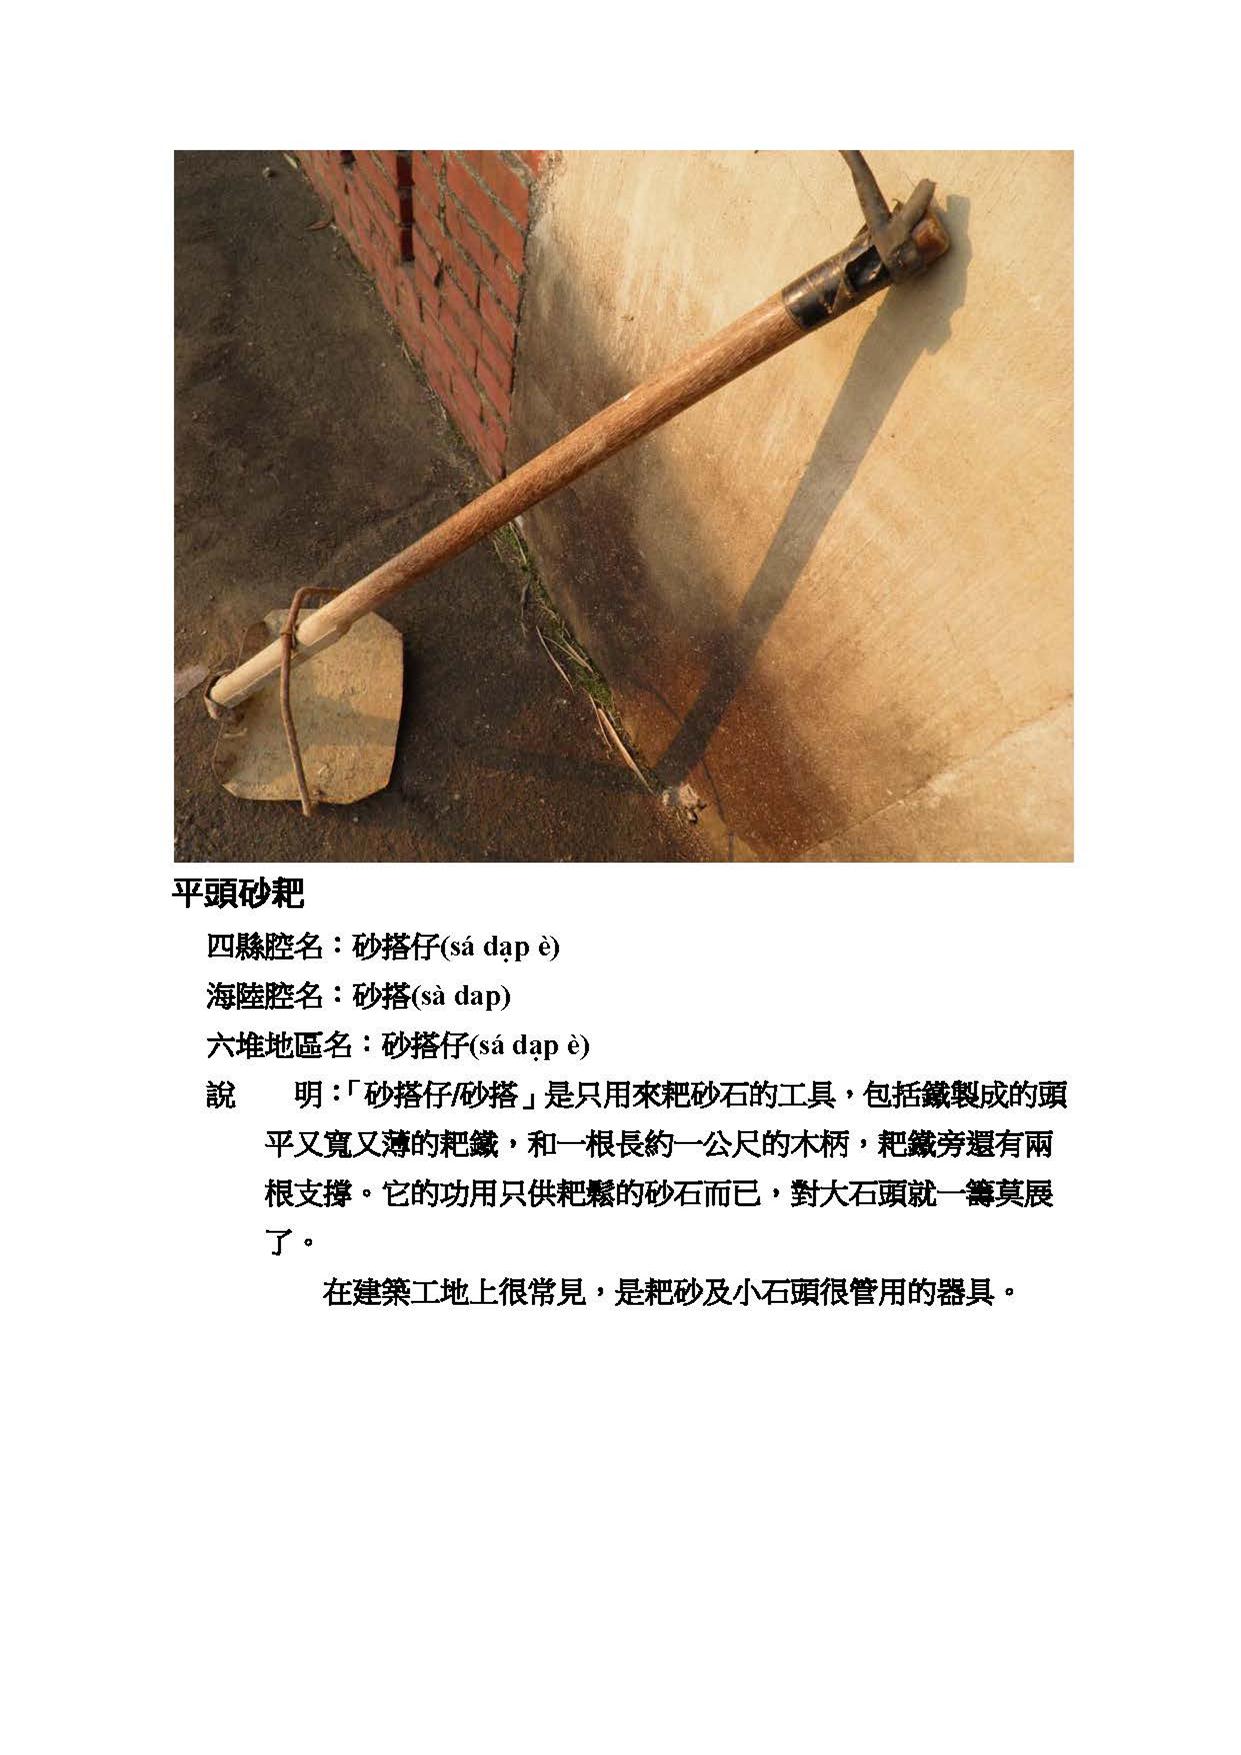 平頭砂耙
四縣腔名：砂搭仔(sá dạp è)
海陸腔名：砂搭(sà dap)
六堆地區名：砂搭仔(sá dạp è)
說　　明：「砂搭仔/砂搭」是只用來耙砂石的工具，包括鐵製成的頭
平又寬又薄的耙鐵，和一根長約一公尺的木柄，耙鐵旁還有兩
根支撐。它的功用只供耙鬆的砂石而已，對大石頭就一籌莫展
了。
在建築工地上很常見，是耙砂及小石頭很管用的器具。